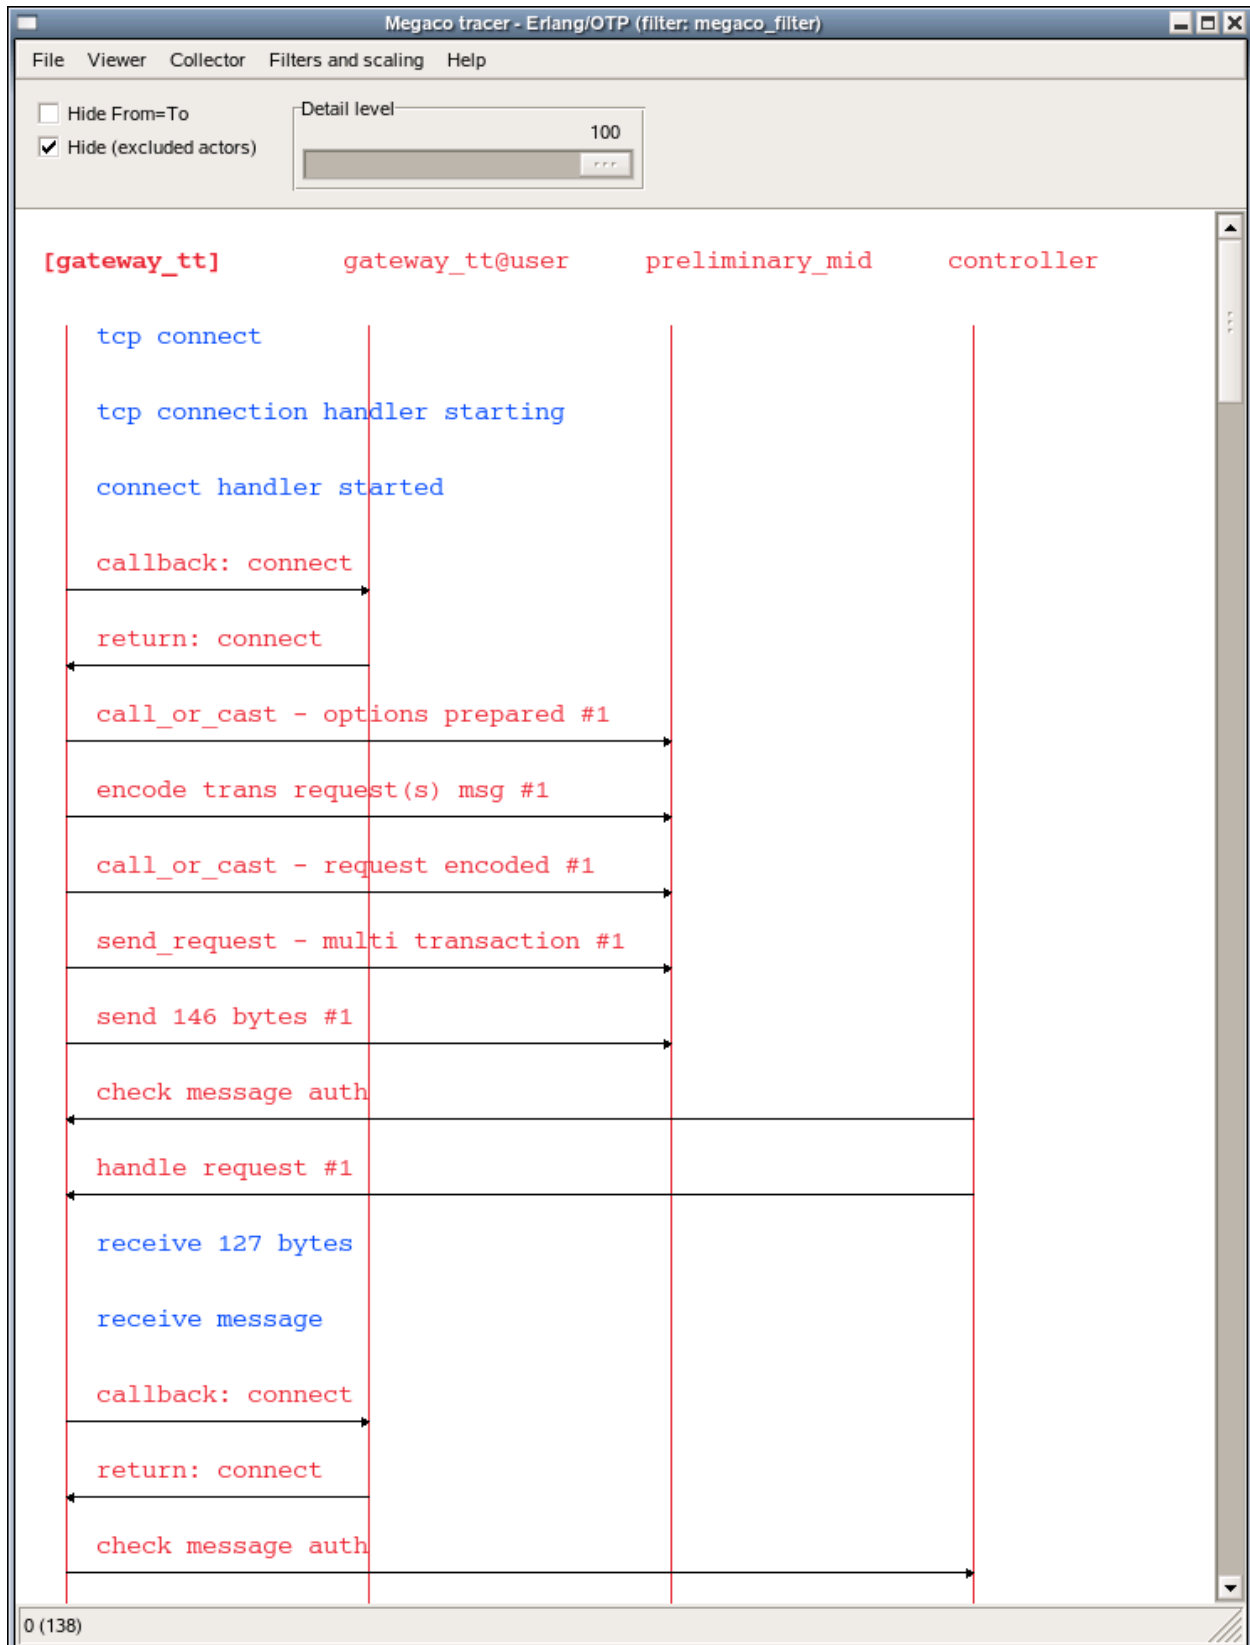 Megaco tracer - Erlang/OTP (filter: megaco_filter)
File Viewer Collector Filters and scaling Help
Hide From=To
Hide (excluded actors)
Detail level
100
[gateway_tt] gateway_tt@user preliminary_mid controller
tcp connect
tcp connection handler starting
connect handler started
callback: connect
return: connect
call_or_cast - options prepared #1
encode trans request(s) msg #1
call_or_cast - request encoded #1
send_request - multi transaction #1
send 146 bytes #1
check message auth
handle request #1
receive 127 bytes
receive message
callback: connect
return: connect
check message auth
0 (138)